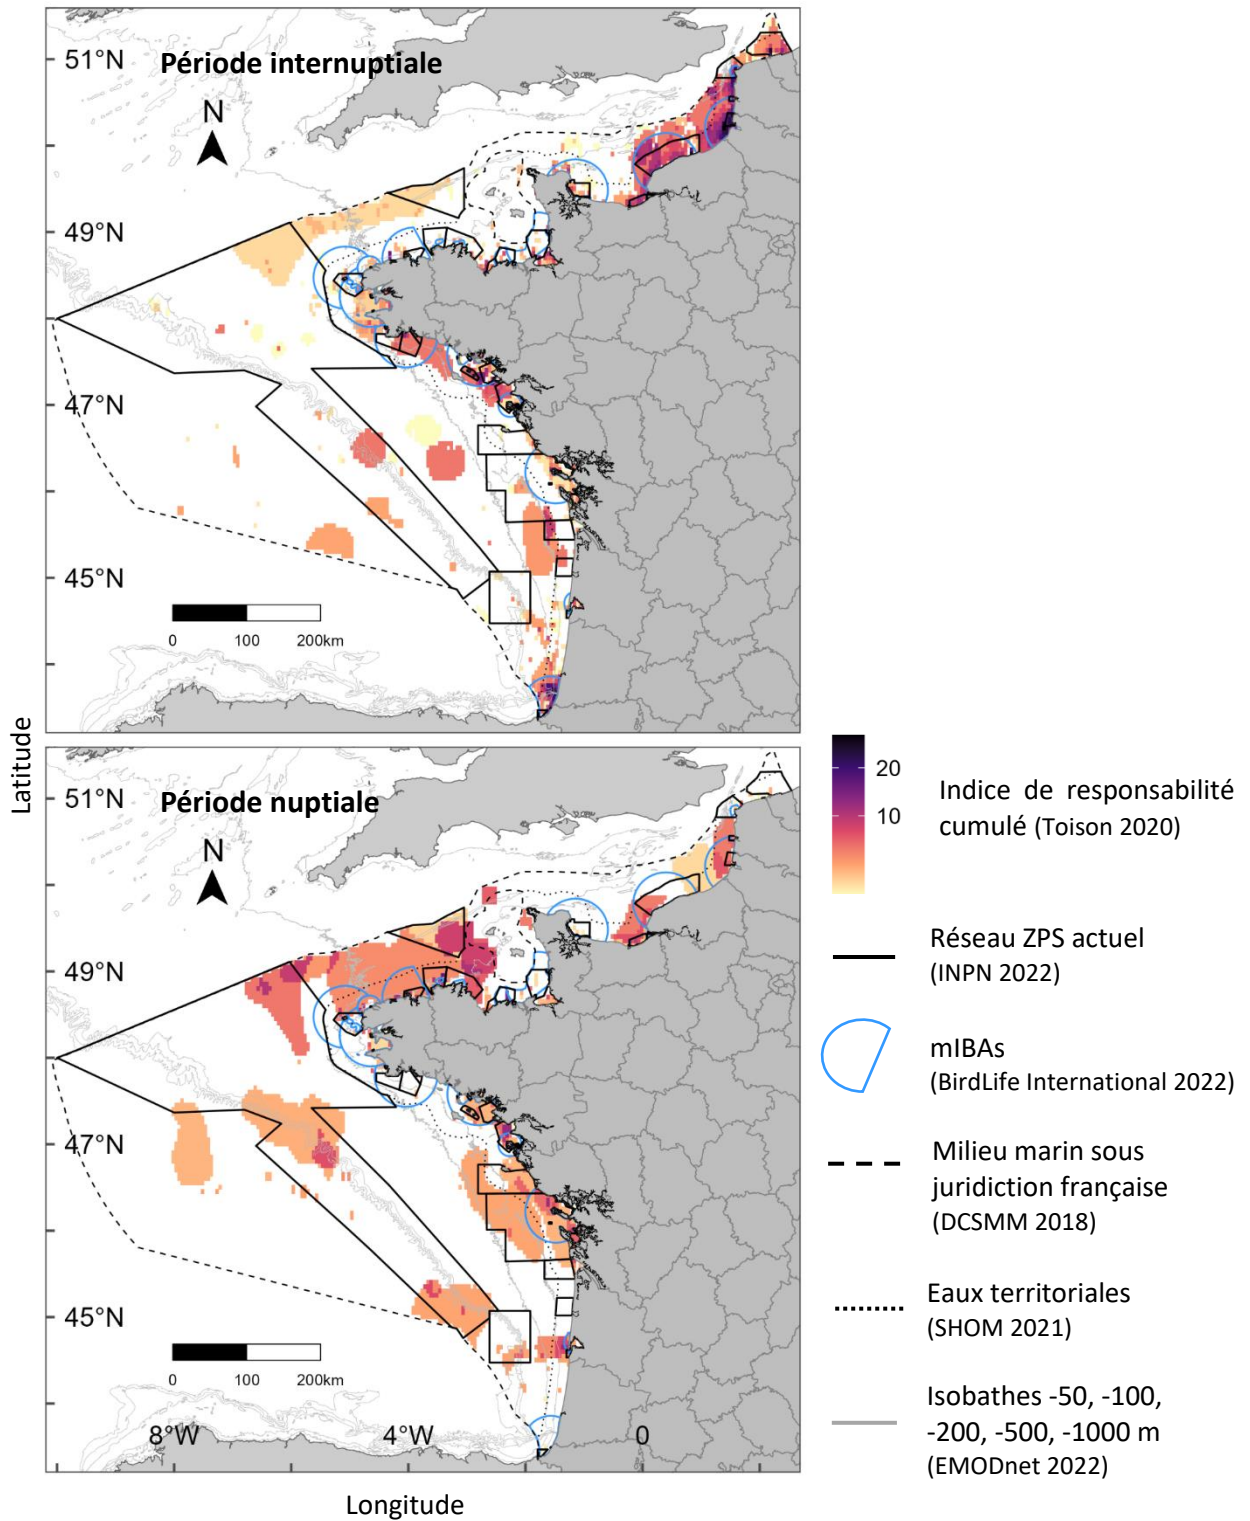 Période internuptiale
51°N
N
49°N
47°N
45°N
0
100
200km
Latitude
Période nuptiale
51°N
N
49°N
47°N
45°N
0
100
200km
8°W
4°W
0
Longitude
20
10
Indice de responsabilité
cumulé (Toison 2020)
Réseau ZPS actuel
(INPN 2022)
mIBAs
(BirdLife International 2022)
Milieu marin sous
juridiction française
(DCSMM 2018)
Eaux territoriales
(SHOM 2021)
Isobathes -50, -100,
-200, -500, -1000 m
(EMODnet 2022)